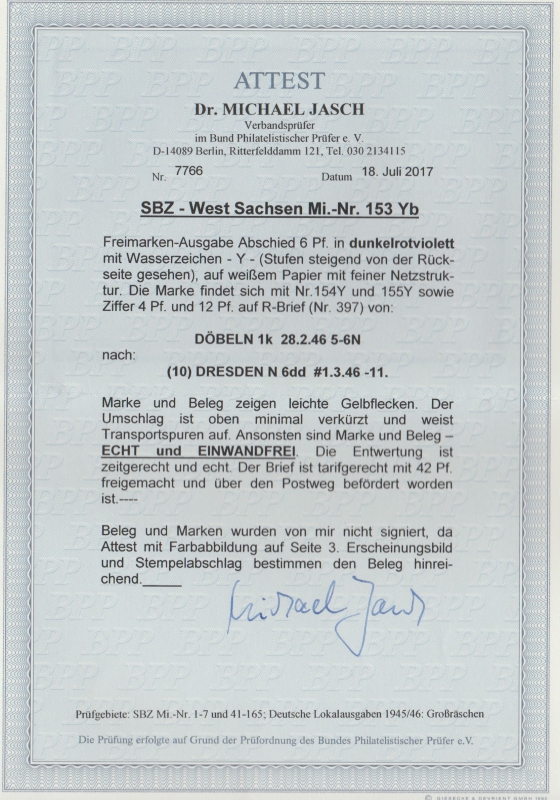 ATTEST
Dr. MICHAEL JASCH
Verbandsprüfer
im Bund Philatelistischer Prüfer e. V.
D-14089 Berlin, Ritterfelddamm 121, Tel. 030 2134115
Nr. 7766 Datum 18. Juli 2017
SBZ - West Sachsen Mi.-Nr. 153 Yb
Freimarken-Ausgabe Abschied 6 Pf. in dunkelrotviolett
mit Wasserzeichen - Y - (Stufen steigend von der Rück-
seite gesehen), auf weißem Papier mit feiner Netzstruk-
tur. Die Marke findet sich mit Nr.154Y und 155Y sowie
Ziffer 4 Pf. und 12 Pf. auf R-Brief (Nr. 397) von:
DÖBELN 1k 28.2.46 5-6N
nach:
(10) DRESDEN N 6dd #1.3.46 -11.
Marke und Beleg zeigen leichte Gelbflecken. Der
Umschlag ist oben minimal verkürzt und weist
Transportspuren auf. Ansonsten sind Marke und Beleg –
ECHT und EINWANDFREI. Die Entwertung ist
zeitgerecht und echt. Der Brief ist tarifgerecht mit 42 Pf.
freigemacht und über den Postweg befördert worden
ist.----
Beleg und Marken wurden von mir nicht signiert, da
Attest mit Farbabbildung auf Seite 3. Erscheinungsbild
und Stempelabschlag bestimmen den Beleg hinrei-
chend._____
Michael Jasch
Prüfgebiete: SBZ Mi.-Nr. 1-7 und 41-165; Deutsche Lokalausgaben 1945/46: Großräschen
Die Prüfung erfolgte auf Grund der Prüfordnung des Bundes Philatelistischer Prüfer e.V.